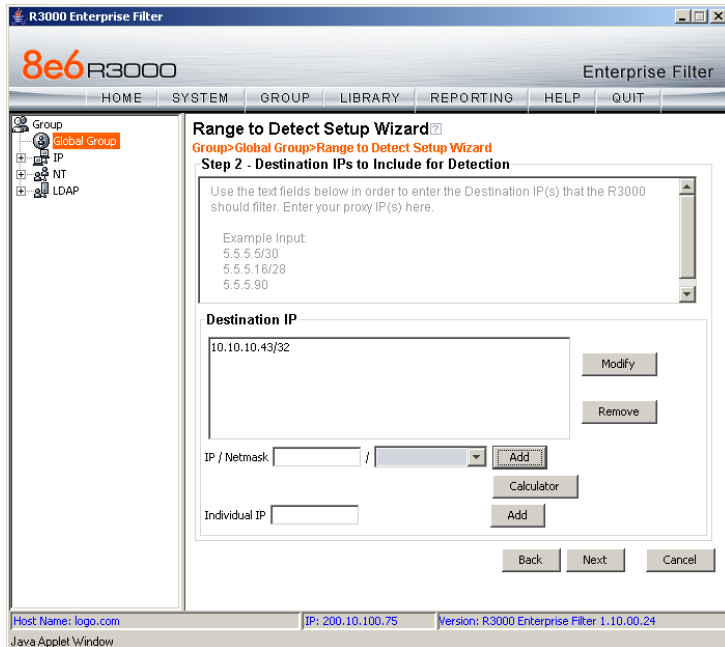 R3000 Enterprise Filter
8e6 R3000
Enterprise Filter
HOME SYSTEM GROUP LIBRARY REPORTING HELP QUIT
Group
Global Group
IP
NT
LDAP
Range to Detect Setup Wizard ?
Group>Global Group>Range to Detect Setup Wizard
Step 2 - Destination IPs to Include for Detection
Use the text fields below in order to enter the Destination IP(s) that the R3000
should filter. Enter your proxy IP(s) here.
Example Input:
5.5.5.5/30
5.5.5.16/28
5.5.5.90
Destination IP
10.10.10.43/32
Modify
Remove
IP / Netmask / Add
Calculator
Individual IP Add
Back Next Cancel
Host Name: logo.com IP: 200.10.100.75 Version: R3000 Enterprise Filter 1.10.00.24
Java Applet Window